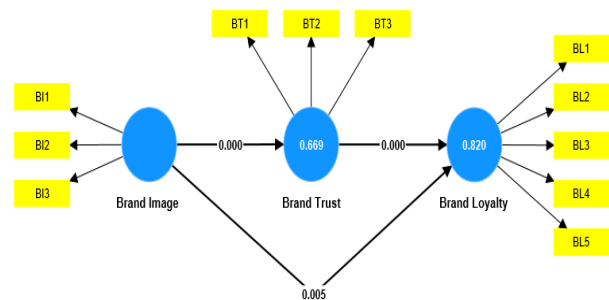 BT1 BT2 BT3
BL1
BI1
BL2
BI2
0.000
0.669
0.000
0.820
BL3
BI3
BL4
Brand Image
Brand Trust
Brand Loyalty
BL5
0.005